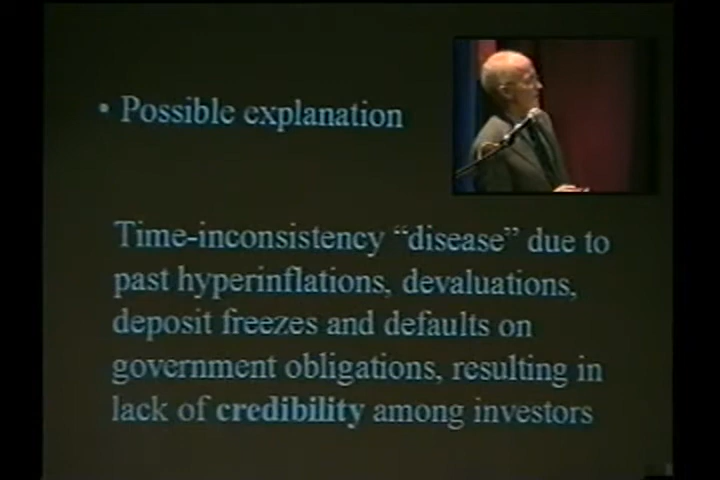 • Possible explanation
Time-inconsistency “disease” due to
past hyperinflations, devaluations,
deposit freezes and defaults on
government obligations, resulting in
lack of credibility among investors